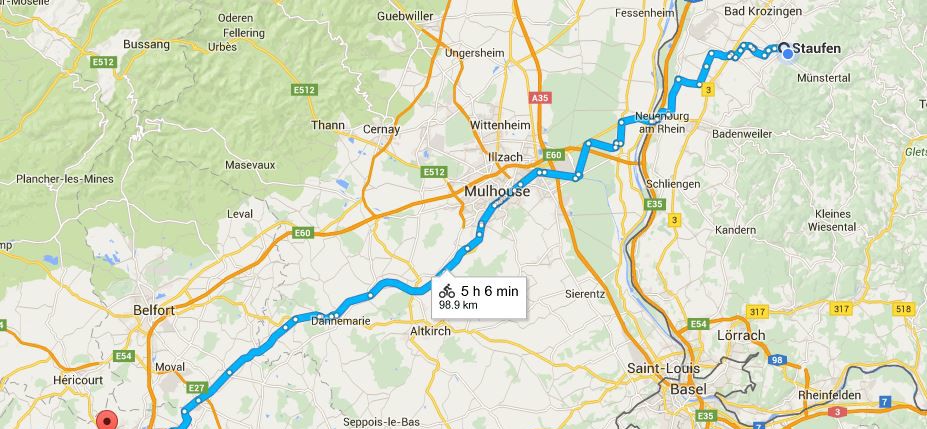 u-Moselle
Oderen
Fellering
Urbès
Bussang
E512
Guebwiller
Fessenheim
Bad Krozingen
Staufen
Münstertal
Ungersheim
E512
A35
3
Thann
Cernay
Wittenheim
Neuenburg
am Rhein
Badenweiler
Illzach
E60
Glets
Plancher-les-Mines
Masevaux
E512
Mulhouse
Schliengen
E35
3
Kleines
Wiesental
Kandern
Leval
mp
E60
5 h 6 min
98.9 km
Sierentz
Belfort
Dannemarie
Altkirch
E54
317
317
518
Lörrach
E54
Moval
Héricourt
E27
Saint-Louis
Basel
98
Rheinfelden
Seppois-le-Bas
E35
3
7
7